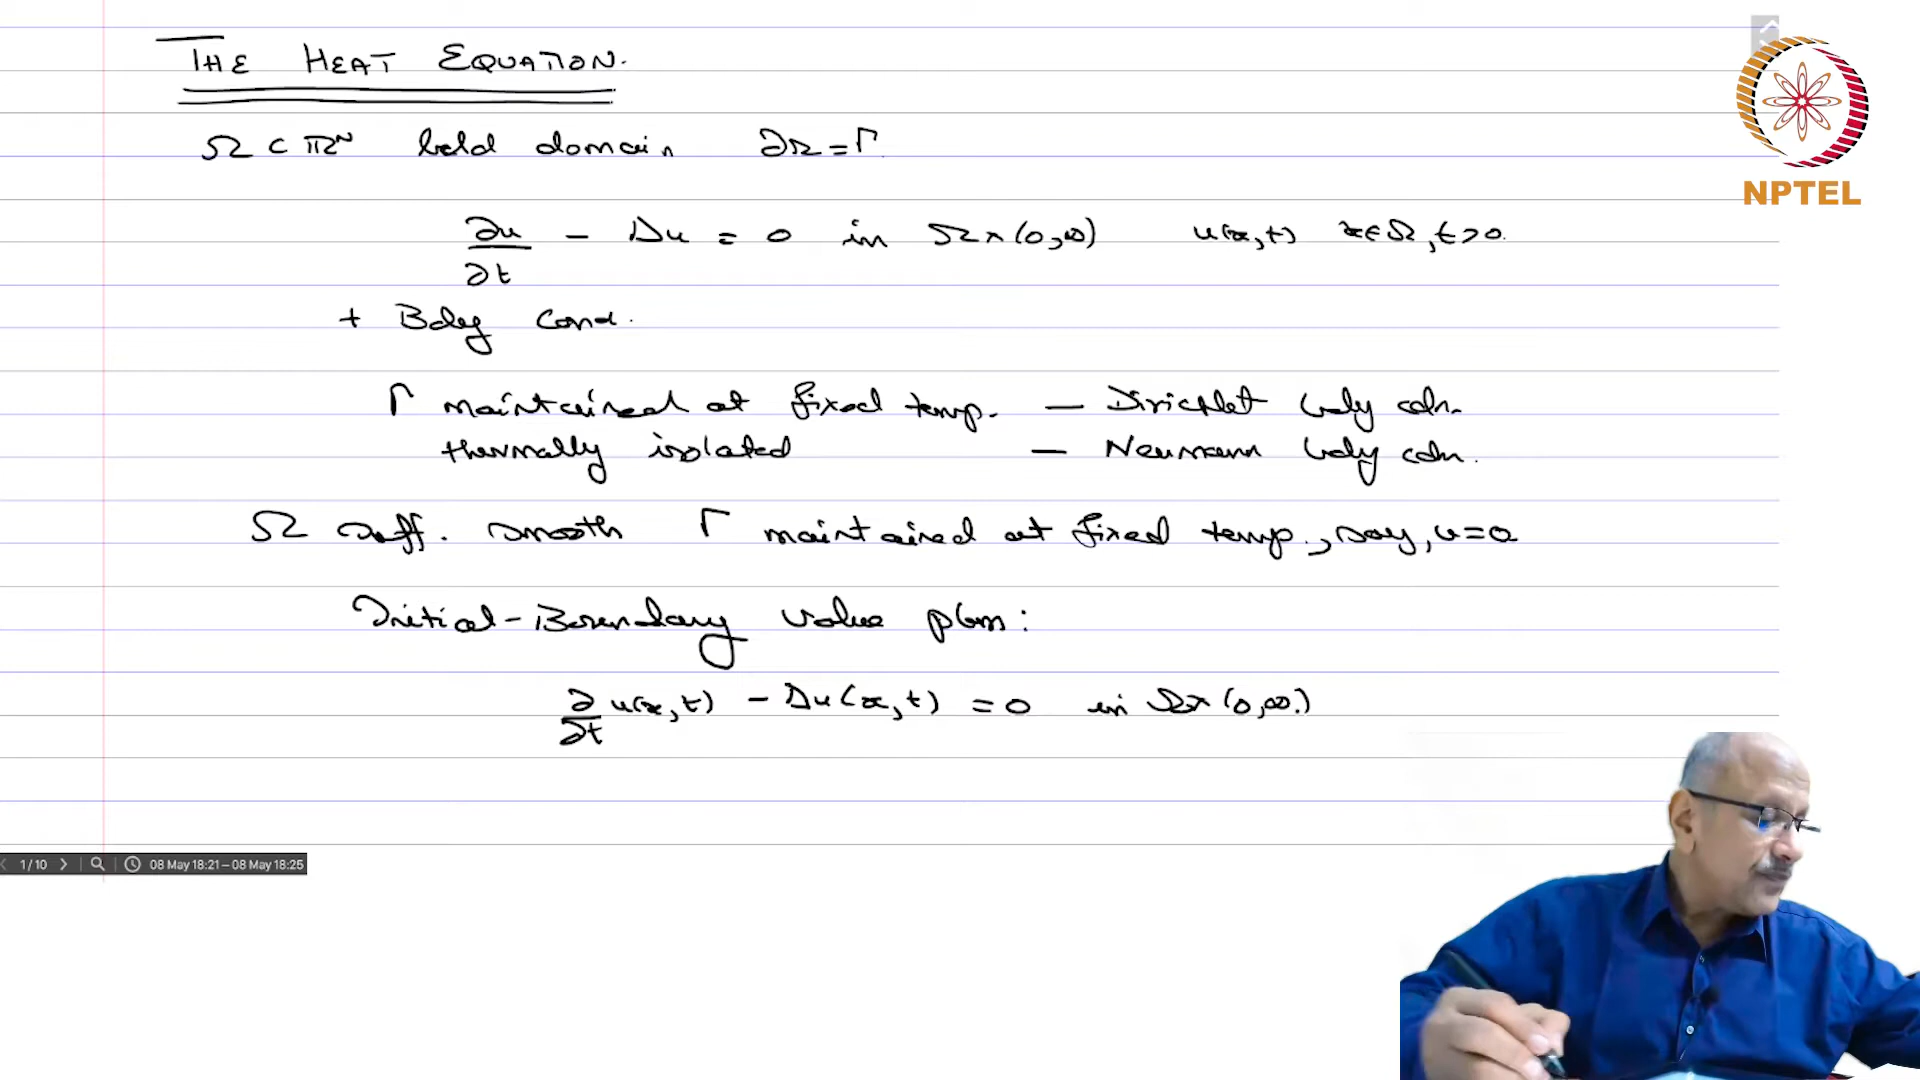 THE HEAT EQUATION.
Ω ⊂ ℝᴺ bdd domain ∂Ω = Γ.
∂u/∂t - Δu = 0 in Ω×(0,∞) u(x,t) x∈Ω, t>0.
+ Bdry cond.
Γ maintained at fixed temp. — Dirichlet bdry cdn.
thermally isolated — Neumann bdry cdn.
Ω suff. smooth Γ maintained at fixed temp., say, u=0
Initial-Boundary value pblm:
∂/∂t u(x,t) - Δu(x,t) = 0 in Ω×(0,∞)
NPTEL
1/10 08 May 18:21 – 08 May 18:25